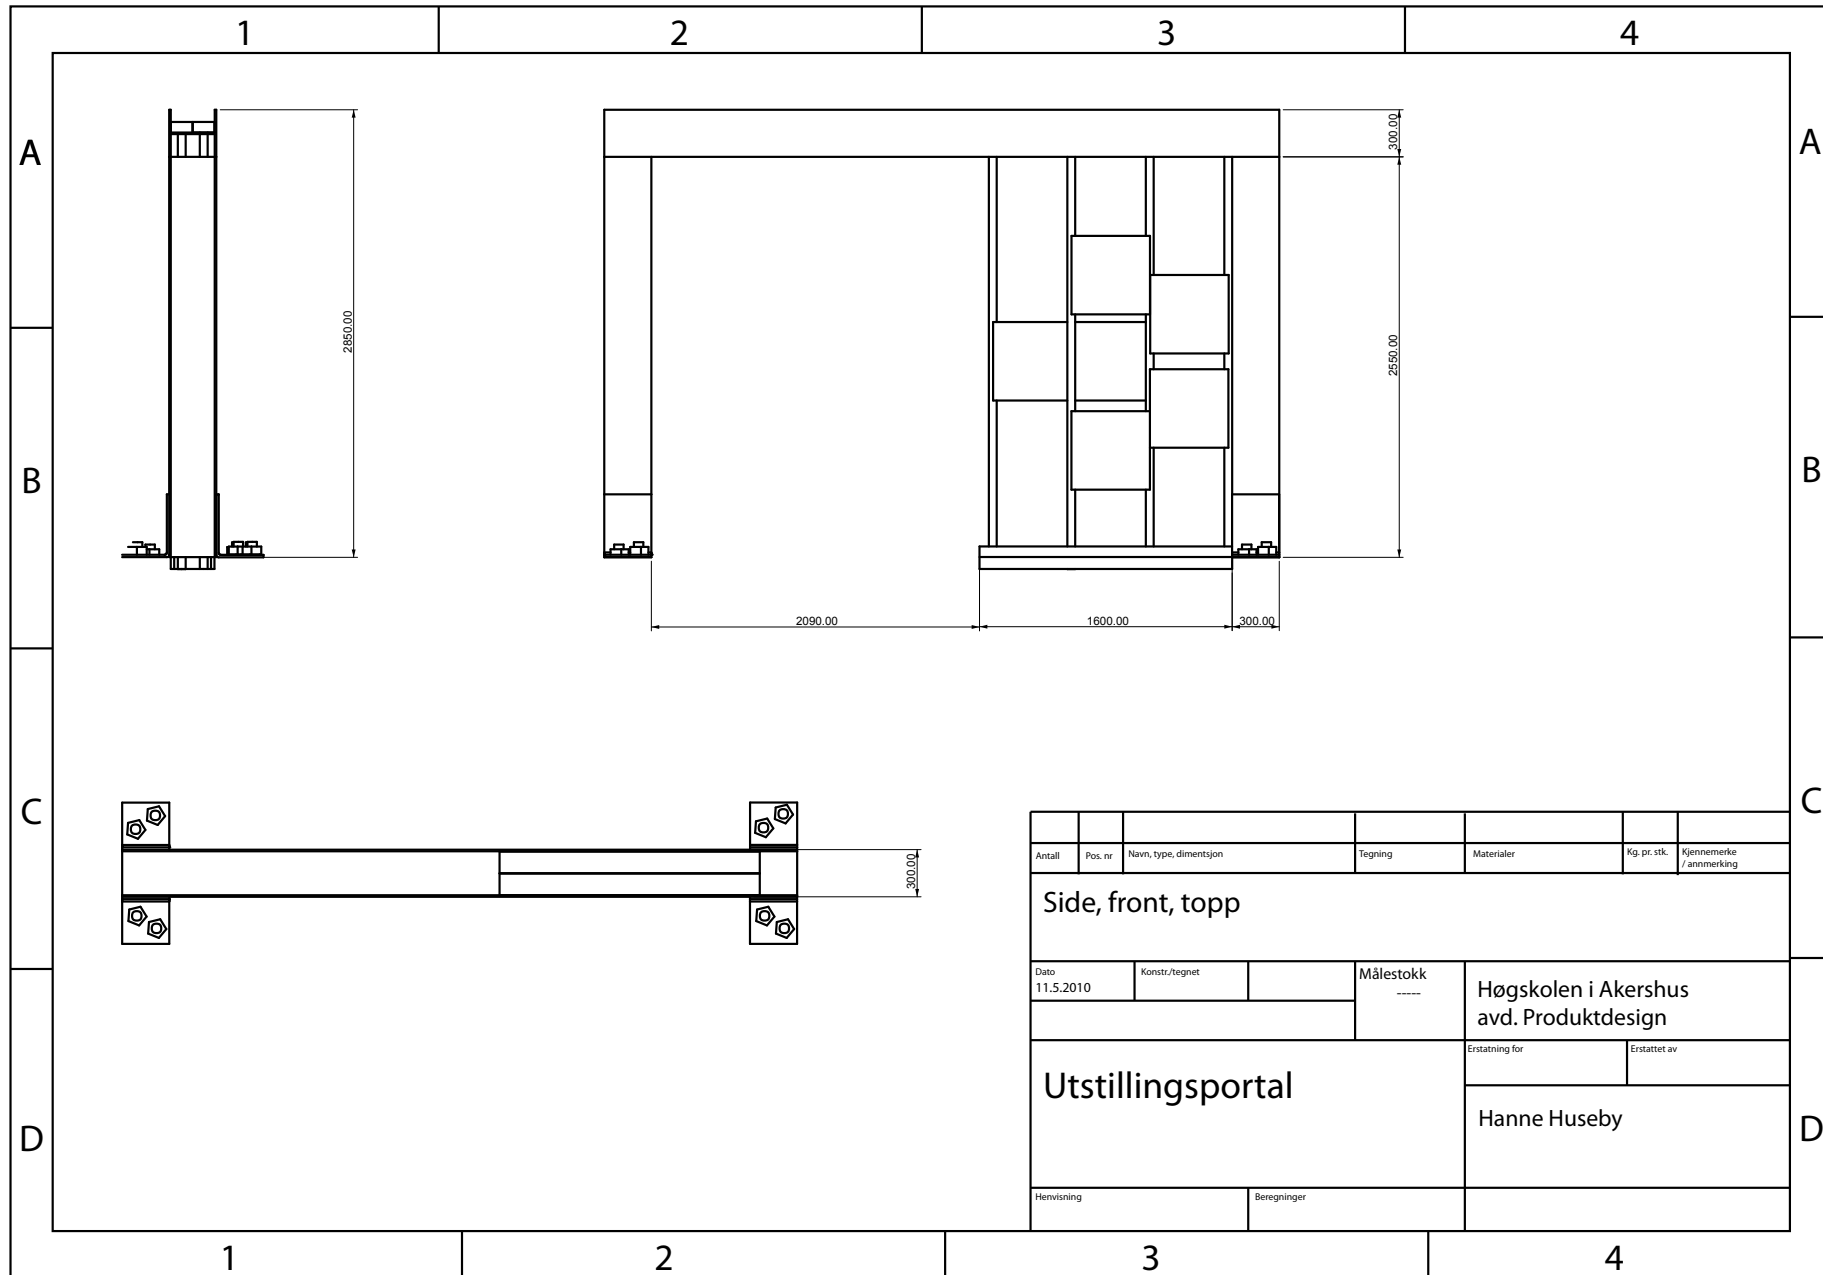 1 2 3 4
A A
B B
C C
D D
1 2 3 4
2850.00
300.00
2550.00
2090.00
1600.00
300.00
300.00
Antall
Pos. nr
Navn, type, dimentsjon
Tegning
Materialer
Kg. pr. stk.
Kjennemerke
/ annmerking
Side, front, topp
Dato
11.5.2010
Konstr./tegnet
Målestokk
-----
Høgskolen i Akershus
avd. Produktdesign
Utstillingsportal
Erstatning for
Erstattet av
Hanne Huseby
Henvisning
Beregninger